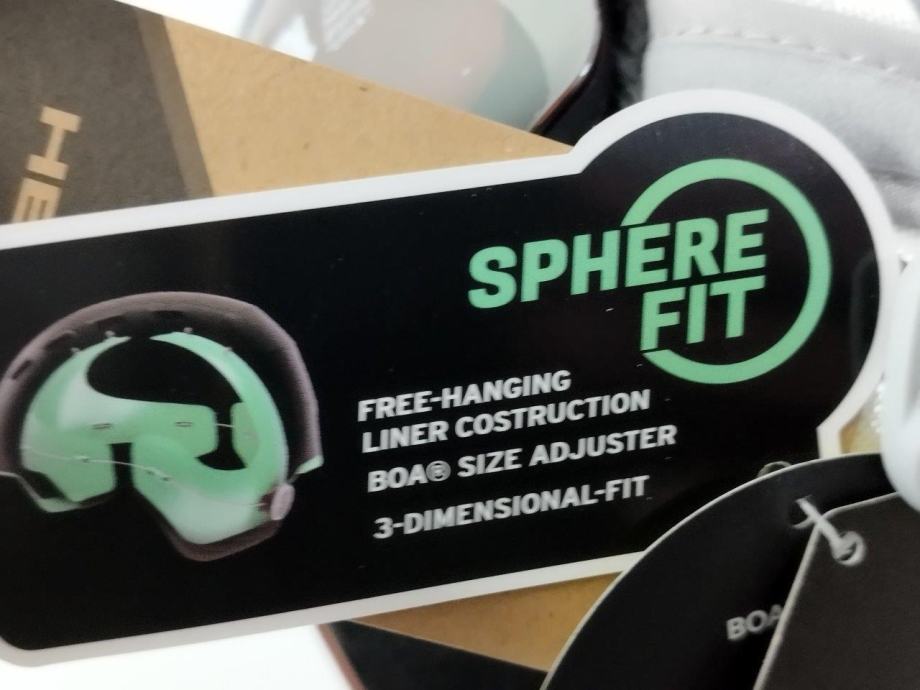 HE
SPHERE
FIT
FREE-HANGING
LINER COSTRUCTION
BOA® SIZE ADJUSTER
3-DIMENSIONAL-FIT
BOA